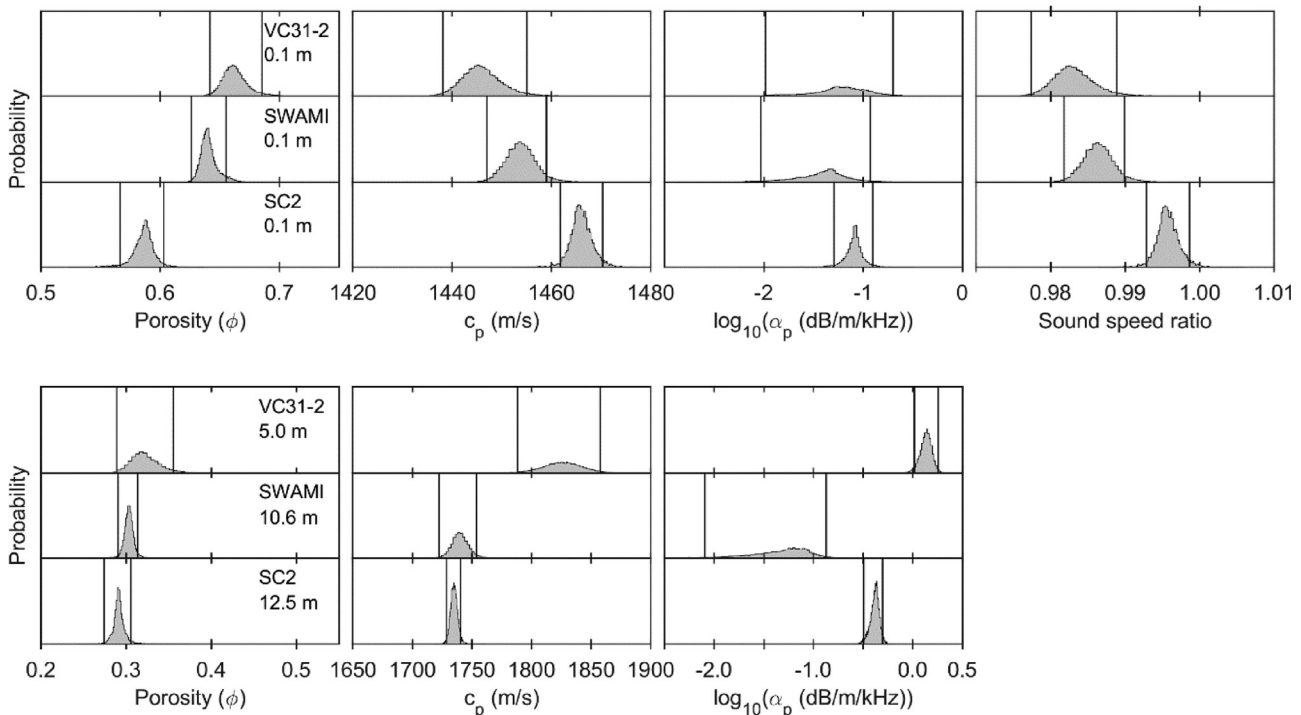 Probability
VC31-2
0.1 m
SWAMI
0.1 m
SC2
0.1 m
0.5 0.6 0.7
1420 1440 1460 1480
-2 -1 0
0.98 0.99 1.00 1.01
Porosity (ϕ)
c_p (m/s)
log₁₀(α_p (dB/m/kHz))
Sound speed ratio
Probability
VC31-2
5.0 m
SWAMI
10.6 m
SC2
12.5 m
0.2 0.3 0.4 0.5
1650 1700 1750 1800 1850 1900
-2.0 -1.0 0.0 0.5
Porosity (ϕ)
c_p (m/s)
log₁₀(α_p (dB/m/kHz))